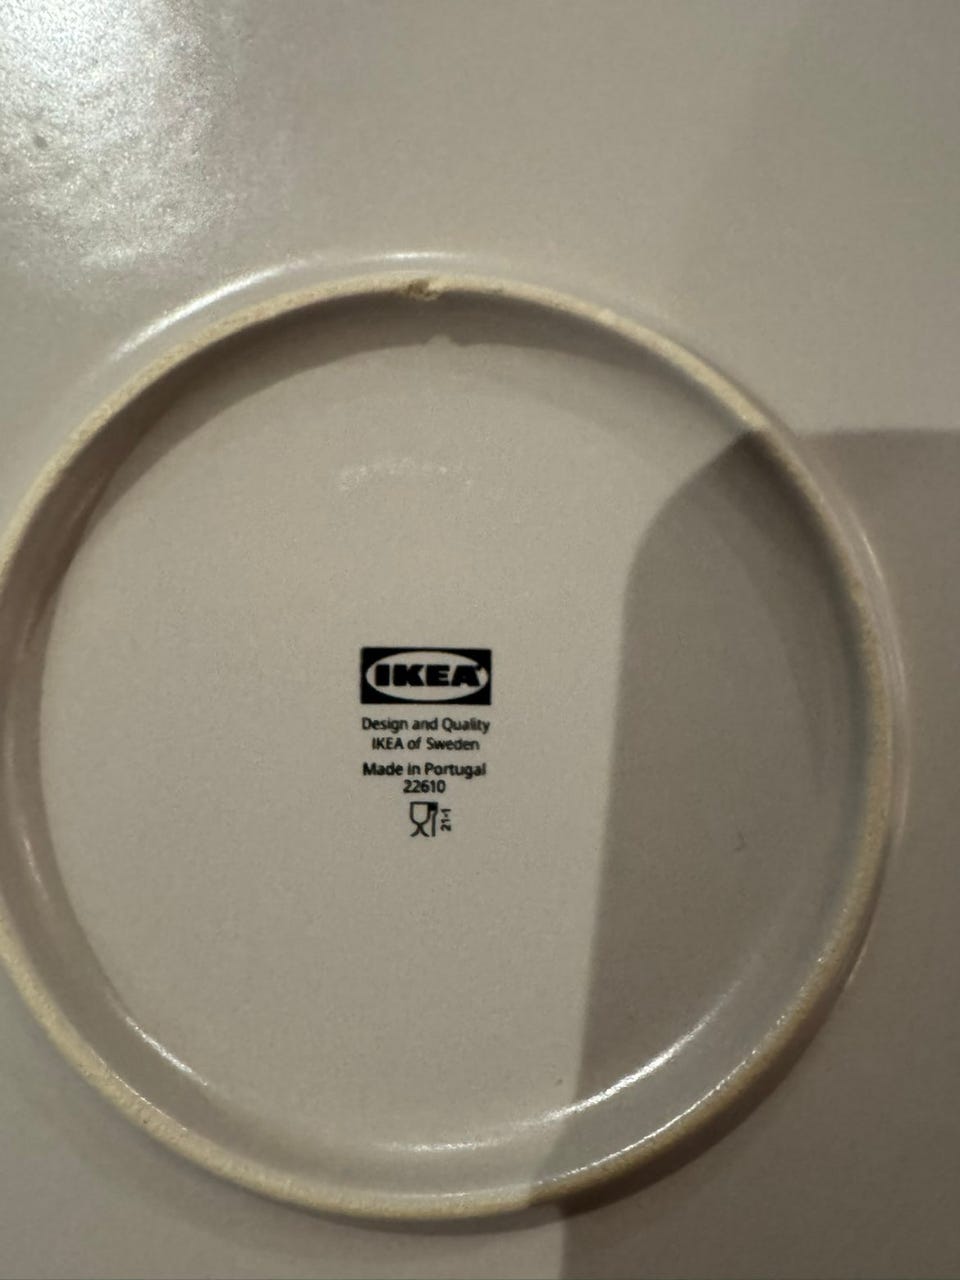 IKEA
Design and Quality
IKEA of Sweden
Made in Portugal
22610
21-1